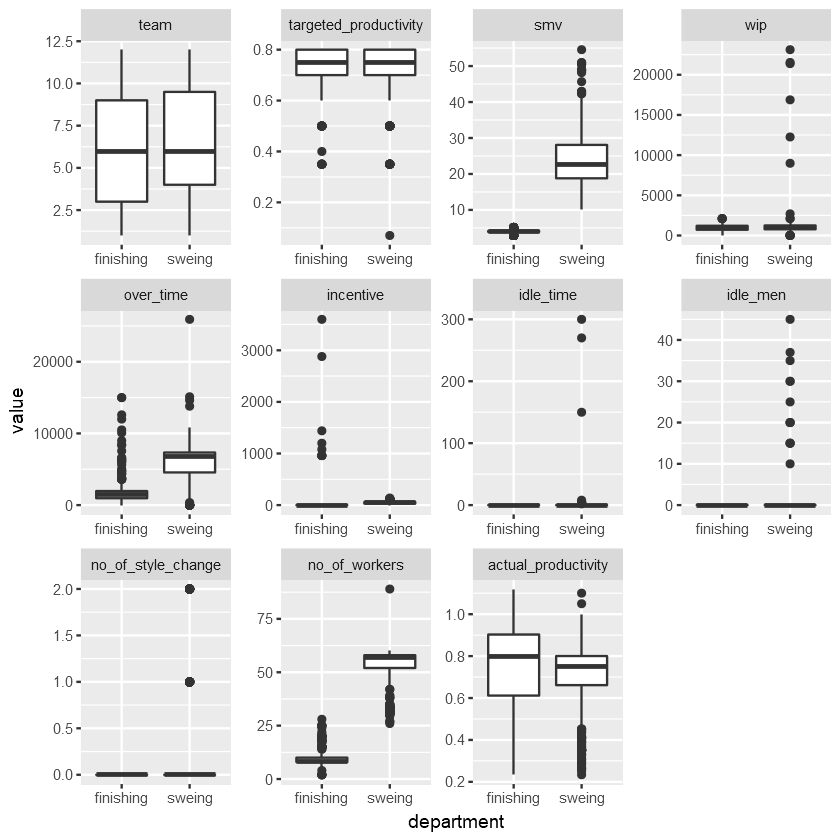 team targeted_productivity smv wip
12.5 10.0 7.5 5.0 2.5
0.8 0.6 0.4 0.2
50 40 30 20 10
20000 15000 10000 5000 0
finishing sweing finishing sweing finishing sweing finishing sweing
over_time incentive idle_time idle_men
value
20000 10000 0
3000 2000 1000 0
300 200 100 0
40 30 20 10 0
finishing sweing finishing sweing finishing sweing finishing sweing
no_of_style_change no_of_workers actual_productivity
2.0 1.5 1.0 0.5 0.0
75 50 25 0
1.0 0.8 0.6 0.4 0.2
finishing sweing finishing sweing finishing sweing
department